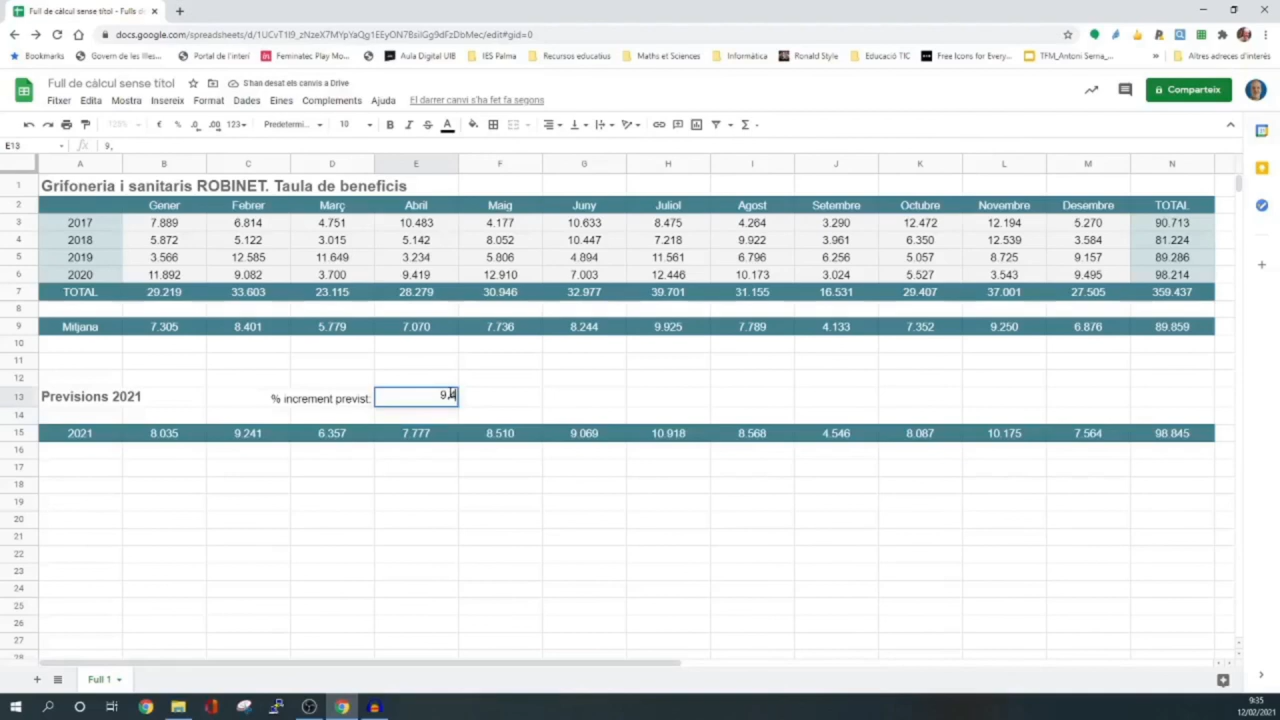 Full de càlcul sense títol - Fulls d
docs.google.com/spreadsheets/d/1UCvT1I9_zNzeX7MYpYaQg1EEyON7BsilGg9dFzDbMec/edit#gid=0
Bookmarks Govern de les Illes... Portal de l'interí Feminatec Play Mo... Aula Digital UIB IES Palma Recursos educatius Maths et Sciences Informàtica Ronald Style Educació TIC Free Icons for Every... TFM_Antoni Serna_... » Altres adreces d'interès
Full de càlcul sense títol S'han desat els canvis a Drive
Fitxer Edita Mostra Insereix Format Dades Eines Complements Ajuda El darrer canvi s'ha fet fa segons Comparteix
125% € % .0 .00 123 Predetermi... 10 B I S A Σ
E13 fx 9,
A B C D E F G H I J K L M N
1 Grifoneria i sanitaris ROBINET. Taula de beneficis
2 Gener Febrer Març Abril Maig Juny Juliol Agost Setembre Octubre Novembre Desembre TOTAL
3 2017 7.889 6.814 4.751 10.483 4.177 10.633 8.475 4.264 3.290 12.472 12.194 5.270 90.713
4 2018 5.872 5.122 3.015 5.142 8.052 10.447 7.218 9.922 3.961 6.350 12.539 3.584 81.224
5 2019 3.566 12.585 11.649 3.234 5.806 4.894 11.561 6.796 6.256 5.057 8.725 9.157 89.286
6 2020 11.892 9.082 3.700 9.419 12.910 7.003 12.446 10.173 3.024 5.527 3.543 9.495 98.214
7 TOTAL 29.219 33.603 23.115 28.279 30.946 32.977 39.701 31.155 16.531 29.407 37.001 27.505 359.437
8
9 Mitjana 7.305 8.401 5.779 7.070 7.736 8.244 9.925 7.789 4.133 7.352 9.250 6.876 89.859
10
11
12
13 Previsions 2021 % increment previst: 9,4
14
15 2021 8 035 9.241 6 357 7.777 8 510 9 069 10 918 8 568 4 546 8 087 10.175 7 564 98 845
16
17
18
19
20
21
22
23
24
25
26
27
28
+ Full 1
9:35
12/02/2021